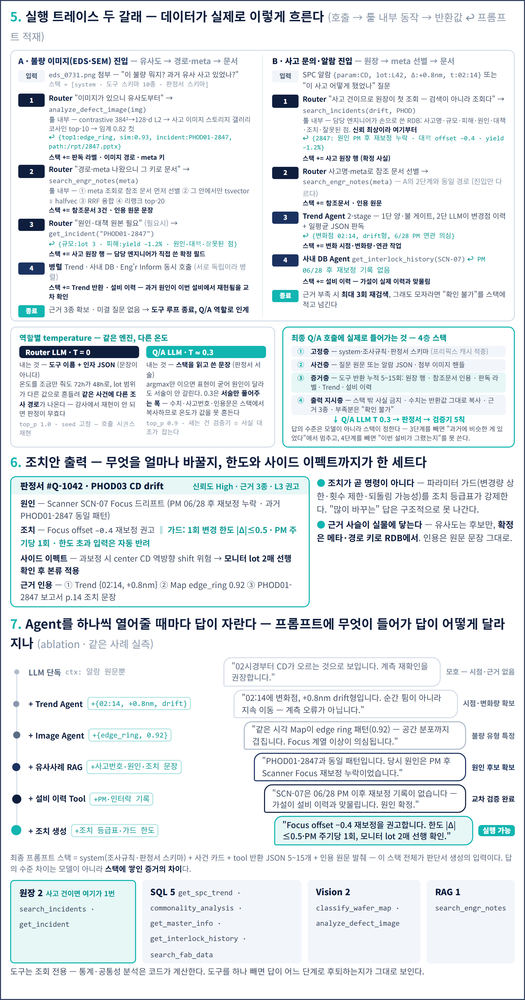 5. 실행 트레이스 두 갈래 — 데이터가 실제로 이렇게 흐른다 (호출 → 툴 내부 동작 → 반환값 ↩ 프롬프
트 적재)
A · 불량 이미지(EDS·SEM) 진입 — 유사도 → 경로·meta → 문서
입력
eds_0731.png 첨부 — "이 불량 뭐지? 과거 유사 사고 있었나?"
스택 = [system · 도구 스키마 10종 · 판정서 스키마]
1
Router "이미지가 있으니 유사도부터" →
analyze_defect_image(img)
툴 내부 — contrastive 384²→128-d L2 → 사고 이미지 스토리지 갤러리
코사인 top-10 → 임계 0.82 컷
↩ {top1:edge_ring, sim:0.93, incident:PHOD01-2847,
path:/rpt/2847.pptx}
스택 += 판독 라벨 · 이미지 경로 · meta 키
2
Router "경로·meta 나왔으니 그 키로 문서" →
search_engr_notes(meta)
툴 내부 — ① meta 조회로 참조 문서 먼저 선별 ② 그 안에서만 tsvector
∥ halfvec ③ RRF 융합 ④ 리랭크 top-20
스택 += 참조문서 3건 · 인용 원문 문장
3
Router "원인·대책 원본 필요" (필요시) →
get_incident("PHOD01-2847")
↩ {규모:lot 3 · 피해:yield −1.2% · 원인·대책·잘못된 점}
스택 += 사고 원장 행 — 담당 엔지니어가 직접 쓴 확정 필드
4
병렬 Trend · 사내 DB · Eng'r Inform 동시 호출 (서로 독립이라 병
렬)
스택 += Trend 반환 · 설비 이력 — 과거 원인이 이번 설비에서 재현됨을 교
차 확인
종료
근거 3종 확보 · 미결 질문 없음 → 도구 루프 종료, Q/A 역할로 인계
B · 사고 문의·알람 진입 — 원장 → meta 선별 → 문서
입력
SPC 알람 {param:CD, lot:L42, Δ:+0.8nm, t:02:14} 또는
"이 사고 어떻게 됐었나" 질문
1
Router "사고 건이므로 원장이 첫 조회 — 검색이 아니라 조회다" →
search_incidents(drift, PHOD)
툴 내부 — 담당 엔지니어가 손으로 쓴 RDB: 사고명·규모·피해·원인·대책
·조치·잘못된 점. 신뢰 최상이라 여기부터
↩ {2847: 원인 PM 후 재보정 누락 · 대책 offset −0.4 · yield
−1.2%}
스택 += 사고 원장 행 (확정 사실)
2
Router 사고명·meta로 참조 문서 선별 →
search_engr_notes(meta) — A의 2단계와 동일 경로 (진입만 다
르다)
스택 += 참조문서 · 인용 원문
3
Trend Agent 2-stage — 1단 양·불 게이트, 2단 LLM이 변경점 이력
+ 일평균 JSON 판독
↩ {변화점 02:14, drift형, 6/28 PM 연관 의심}
스택 += 변화 시점·변화량·연관 작업
4
사내 DB Agent get_interlock_history(SCN-07) ↩ PM
06/28 후 재보정 기록 없음
스택 += 설비 이력 — 가설이 실제 이력과 맞물림
종료
근거 부족 시 최대 3회 재검색, 그래도 모자라면 "확인 불가"를 스택에
적고 넘긴다
역할별 temperature — 같은 엔진, 다른 온도
Router LLM · T = 0
내는 것 — 도구 이름 + 인자 JSON (문장이
아니다)
온도를 조금만 줘도 72h가 48h로, lot 범위
가 다른 값으로 흔들려 같은 사건에 다른 조
사 경로가 나온다 — 감사에서 재현이 안 되
면 판정이 무효다
top_p 1.0 · seed 고정 — 호출 시퀀스
재현
Q/A LLM · T ≈ 0.3
내는 것 — 스택을 읽고 쓴 문장 (판정서 서
술)
argmax만 이으면 표현이 굳어 원인이 달라
도 서술이 안 갈린다. 0.3은 서술만 풀어주
는 폭 — 수치·사고번호·인용문은 스택에서
복사하므로 온도가 값을 못 흔든다
top_p 0.9 · 새는 건 검증기 ③ 사실 대
조가 잡는다
최종 Q/A 호출에 실제로 들어가는 것 — 4층 스택
① 고정층 — system·조사규칙·판정서 스키마 (프리픽스 캐시 적중)
② 사건층 — 질문 원문 또는 알람 JSON · 첨부 이미지 핸들
③ 증거층 — 도구 반환 누적 5~15회: 원장 행 · 참조문서 인용 · 판독 라
벨 · Trend · 설비 이력
④ 출력 지시층 — 스택 밖 사실 금지 · 수치는 반환값 그대로 복사 · 근
거 3종 · 부족분은 "확인 불가"
↓ Q/A LLM T 0.3 → 판정서 → 검증기 5칙
답의 수준은 모델이 아니라 스택이 정한다 — 3단계를 빼면 "과거에 비슷한 게 있
었다"에서 멈추고, 4단계를 빼면 "이번 설비가 그랬는지"를 못 쓴다.
6. 조치안 출력 — 무엇을 얼마나 바꿀지, 한도와 사이드 이펙트까지가 한 세트다
판정서 #Q-1042 · PHOD03 CD drift
신뢰도 High · 근거 3종 · L3 권고
원인 — Scanner SCN-07 Focus 드리프트 (PM 06/28 후 재보정 누락 · 과거
PHOD01-2847 동일 패턴)
조치 — Focus offset −0.4 재보정 권고 ∥ 가드: 1회 변경 한도 |Δ|≤0.5 · PM 주
기당 1회 · 한도 초과 입력은 자동 반려
사이드 이펙트 — 과보정 시 center CD 역방향 shift 위험 → 모니터 lot 2매 선행
확인 후 본류 적용
근거 인용 — ① Trend {02:14, +0.8nm} ② Map edge_ring 0.92 ③ PHOD01-
2847 보고서 p.14 조치 문장
● 조치가 곧 명령이 아니다 — 파라미터 가드(변경량 상
한·횟수 제한·되돌림 가능성)를 조치 등급표가 강제한
다. "많이 바꾸는" 답은 구조적으로 못 나간다.
● 근거 사슬이 실물에 닿는다 — 유사도는 후보만, 확정
은 메타·경로 키로 RDB에서. 인용은 원문 문장 그대로.
7. Agent를 하나씩 열어줄 때마다 답이 자란다 — 프롬프트에 무엇이 들어가 답이 어떻게 달라
지나 (ablation · 같은 사례 실측)
LLM 단독 ctx: 알람 원문뿐
"02시경부터 CD가 오르는 것으로 보입니다. 계측 재확인을
권장합니다."
모호 — 시점·근거 없음
+ Trend Agent +{02:14, +0.8nm, drift}
"02:14에 변화점, +0.8nm drift형입니다. 순간 튐이 아니라
지속 이동 — 계측 오류가 아닙니다."
시점·변화량 확보
+ Image Agent +{edge_ring, 0.92}
"같은 시각 Map이 edge ring 패턴(0.92) — 공간 분포까지
겹칩니다. Focus 계열 이상이 의심됩니다."
불량 유형 특정
+ 유사사례 RAG +사고번호·원인·조치 문장
"PHOD01-2847과 동일 패턴입니다. 당시 원인은 PM 후
Scanner Focus 재보정 누락이었습니다."
원인 후보 확보
+ 설비 이력 Tool +PM·인터락 기록
"SCN-07은 06/28 PM 이후 재보정 기록이 없습니다 —
가설이 설비 이력과 맞물립니다. 원인 확정."
교차 검증 완료
+ 조치 생성 +조치 등급표·가드 한도
"Focus offset −0.4 재보정을 권고합니다. 한도 |Δ|
≤0.5·PM 주기당 1회, 모니터 lot 2매 선행 확인."
실행 가능
최종 프롬프트 스택 = system(조사규칙·판정서 스키마) + 사건 카드 + tool 반환 JSON 5~15개 + 인용 원문 발췌 — 이 스택 전체가 판단서 생성의 입력이다. 답
의 수준 차이는 모델이 아니라 스택에 쌓인 증거의 차이다.
원장 2 사고 건이면 여기가 1번
search_incidents ·
get_incident
SQL 5 get_spc_trend ·
commonality_analysis ·
get_master_info ·
get_interlock_history ·
search_fab_data
Vision 2
classify_wafer_map ·
analyze_defect_image
RAG 1
search_engr_notes
도구는 조회 전용 — 통계·공통성 분석은 코드가 계산한다. 도구를 하나 빼면 답이 어느 단계로 후퇴하는지가 그대로 보인다.